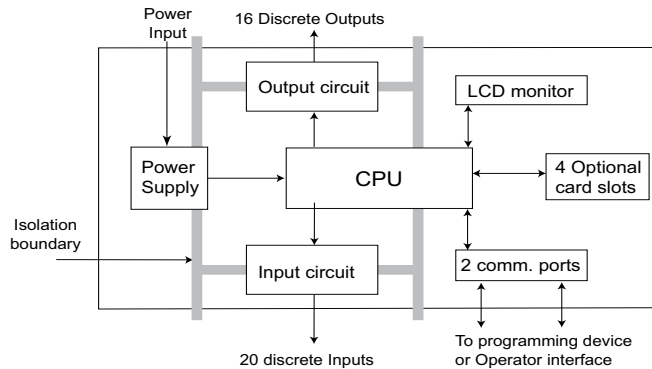 Power
Input
16 Discrete Outputs
Output circuit
LCD monitor
Power
Supply
CPU
4 Optional
card slots
Isolation
boundary
Input circuit
2 comm. ports
20 discrete Inputs
To programming device
or Operator interface